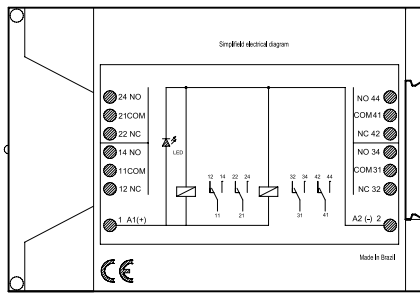 Simplifield electrical diagram
24 NO
21COM
22 NC
14 NO
11COM
12 NC
1 A1(+)
LED
12 14 22 24
11 21
32 34 42 44
31 41
NO 44
COM41
NC 42
NO 34
COM31
NC 32
A2 (-) 2
CE
Made In Brazil